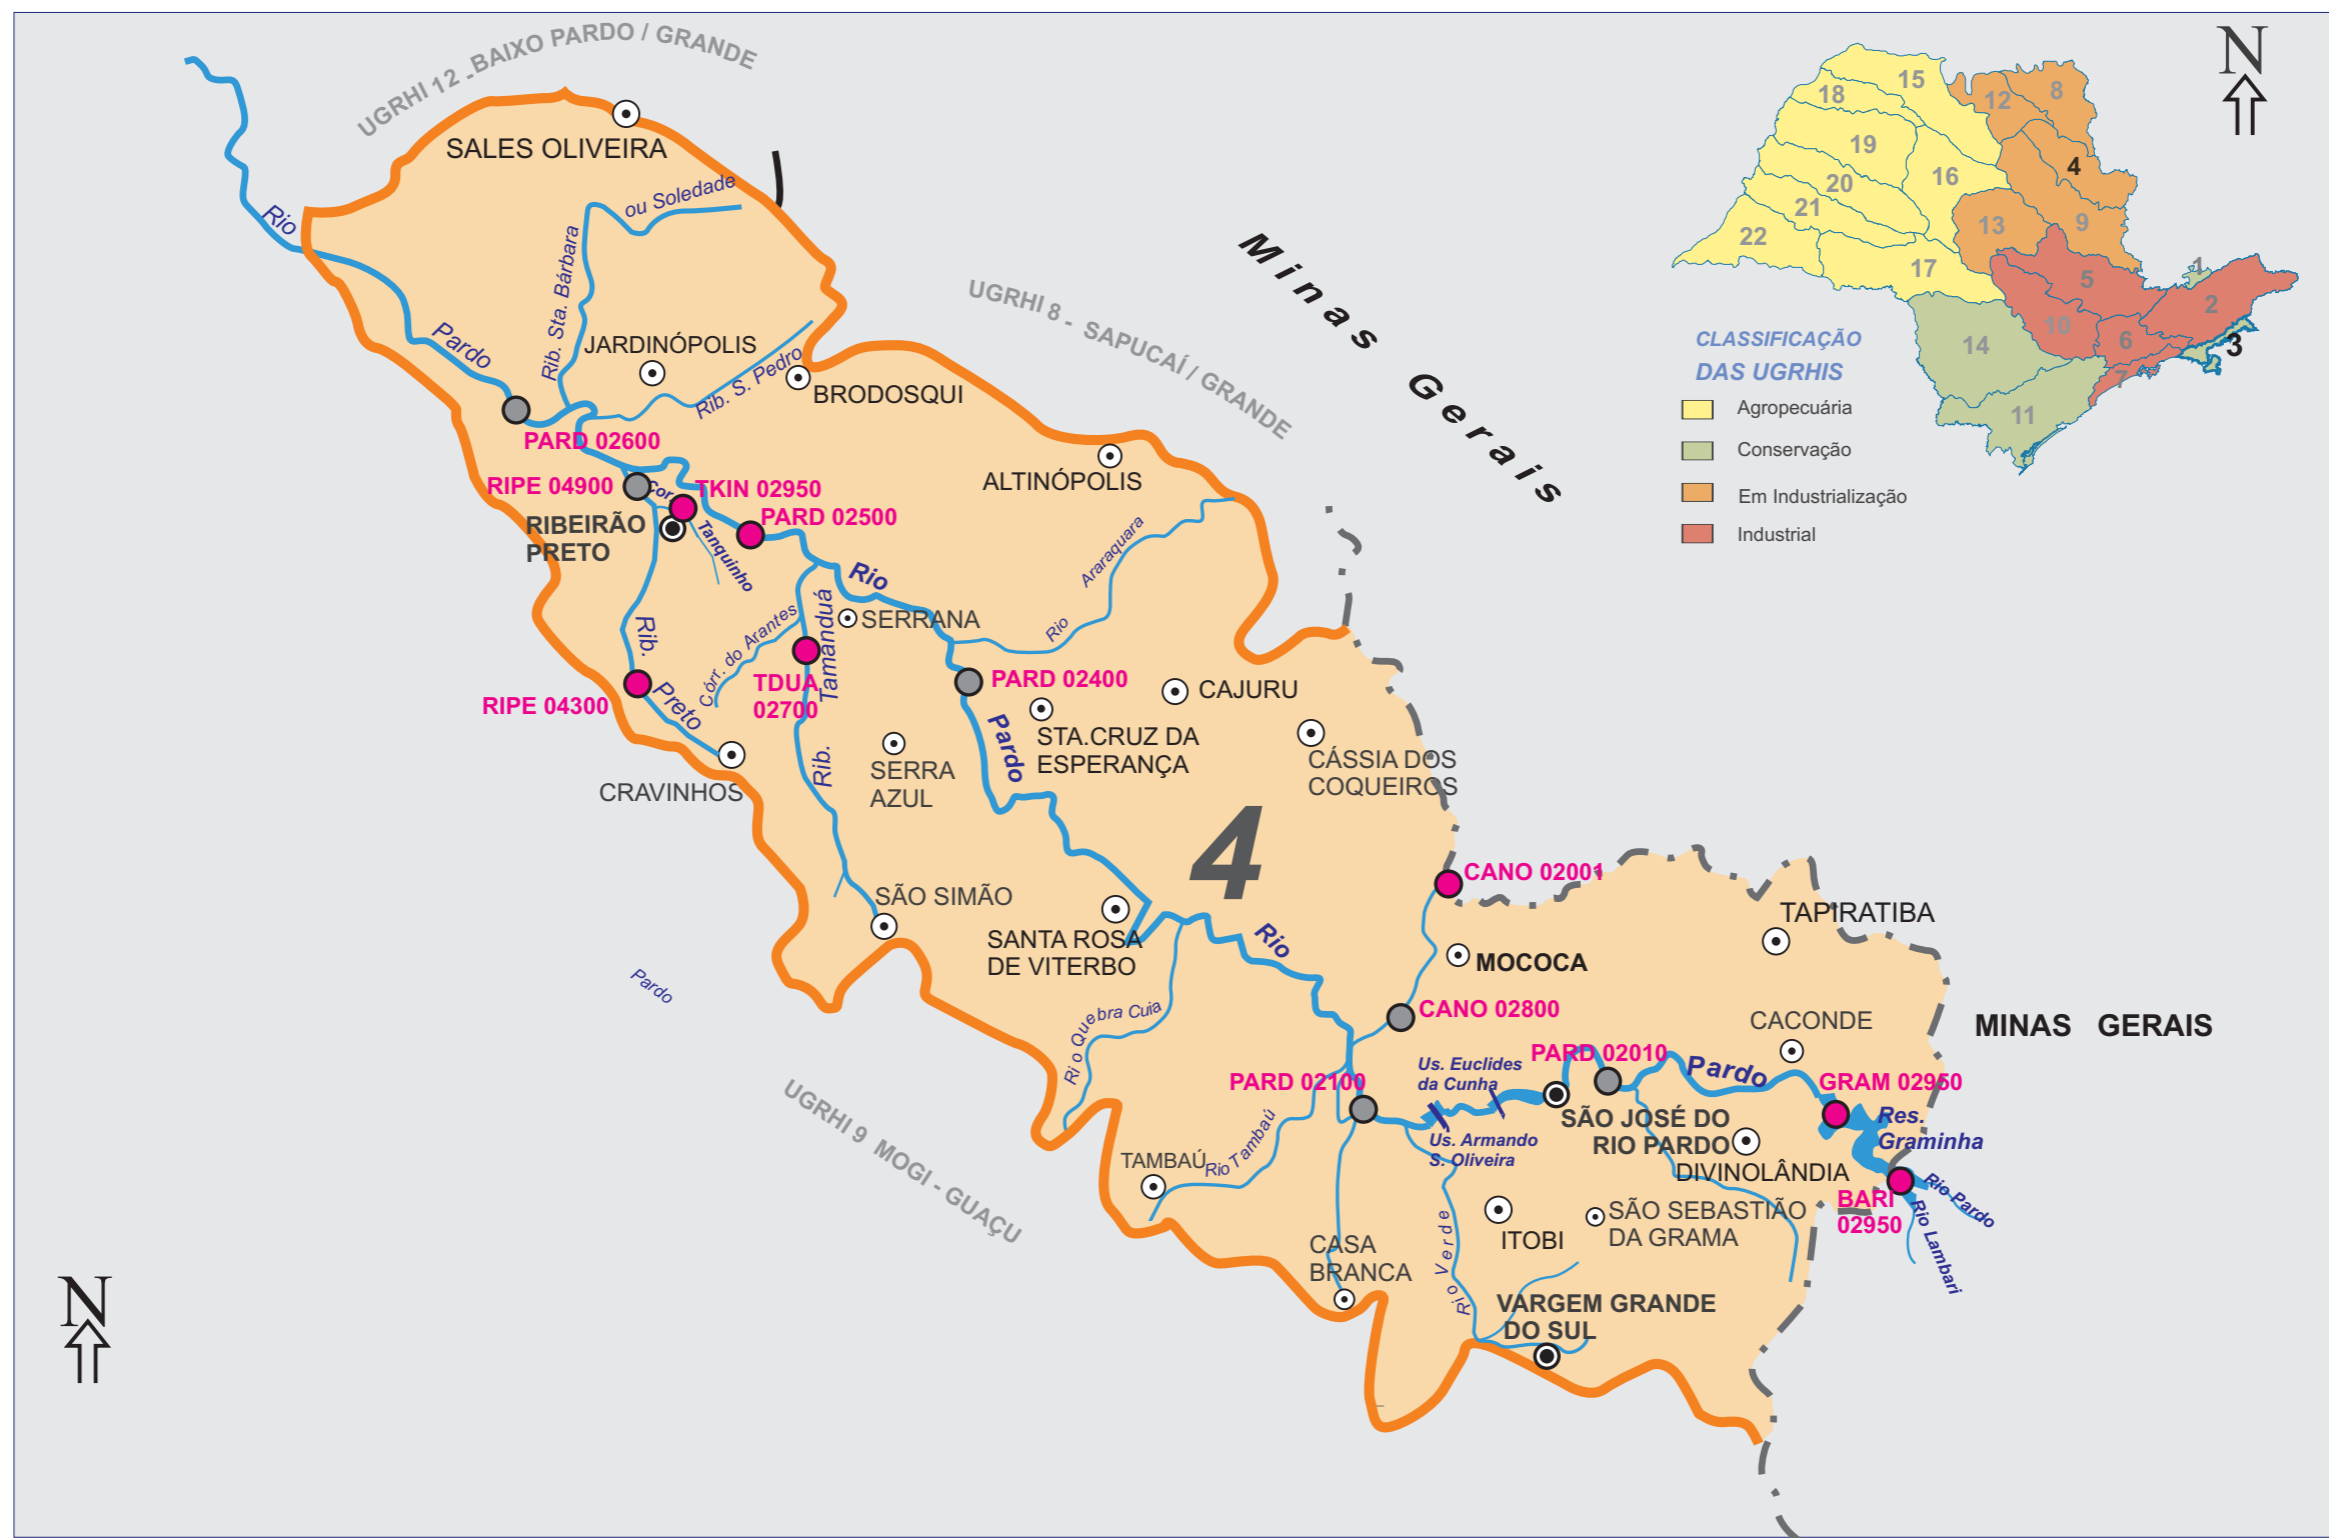 UGRHI 12 - BAIXO PARDO / GRANDE
N
SALES OLIVEIRA
15
18
12
8
19
4
16
20
21
13
9
22
17
1
5
2
10
6
3
14
7
11
CLASSIFICAÇÃO
DAS UGRHIS
Agropecuária
Conservação
Em Industrialização
Industrial
Minas Gerais
UGRHI 8 - SAPUCAÍ / GRANDE
Rio
Pardo
Rib. Sta. Bárbara
ou Soledade
JARDINÓPOLIS
Rib. S. Pedro
BRODOSQUI
PARD 02600
RIPE 04900
Cor.
TKIN 02950
PARD 02500
RIBEIRÃO
PRETO
Tanquinho
ALTINÓPOLIS
Rio
Araraquara
Rio
SERRANA
Rib.
Preto
Córr. do Arantes
Tamanduá
Rib.
TDUA
02700
RIPE 04300
PARD 02400
CAJURU
STA.CRUZ DA
ESPERANÇA
Pardo
CÁSSIA DOS
COQUEIROS
SERRA
AZUL
CRAVINHOS
4
CANO 02001
SÃO SIMÃO
SANTA ROSA
DE VITERBO
Rio
TAPIRATIBA
MOCOCA
Pardo
Rio Quebra Cuia
CANO 02800
CACONDE
MINAS GERAIS
PARD 02010
Pardo
Us. Euclides
da Cunha
PARD 02100
GRAM 02950
Res.
Graminha
SÃO JOSÉ DO
RIO PARDO
Us. Armando
S. Oliveira
UGRHI 9 MOGI - GUAÇU
TAMBAÚ
Rio Tambaú
DIVINOLÂNDIA
BARI
02950
Rio Pardo
Rio Lambari
SÃO SEBASTIÃO
DA GRAMA
ITOBI
Rio Verde
CASA
BRANCA
VARGEM GRANDE
DO SUL
N